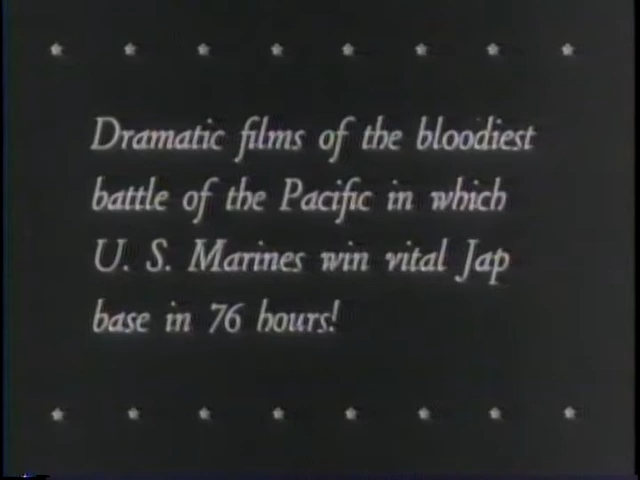 Dramatic films of the bloodiest
battle of the Pacific in which
U. S. Marines win vital Jap
base in 76 hours!